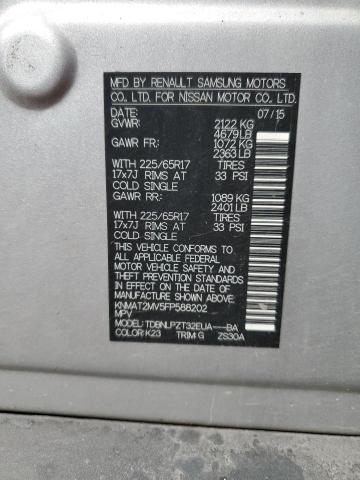 MFD BY RENAULT SAMSUNG MOTORS
CO., LTD. FOR NISSAN MOTOR CO., LTD.
DATE: 07/15
GVWR: 2122 KG
4679 LB
GAWR FR: 1072 KG
2363 LB
WITH 225/65R17 TIRES
17x7J RIMS AT 33 PSI
COLD SINGLE
GAWR RR: 1089 KG
2401 LB
WITH 225/65R17 TIRES
17x7J RIMS AT 33 PSI
COLD SINGLE
THIS VEHICLE CONFORMS TO
ALL APPLICABLE FEDERAL
MOTOR VEHICLE SAFETY, BUMPER,
AND THEFT PREVENTION STANDARDS
IN EFFECT ON THE DATE OF
MANUFACTURE SHOWN ABOVE.
KNMAT2MV5FP588202
MPV
MODEL: TDBNLPZT32EUA----BA
COLOR: K23 TRIM G ZS30A